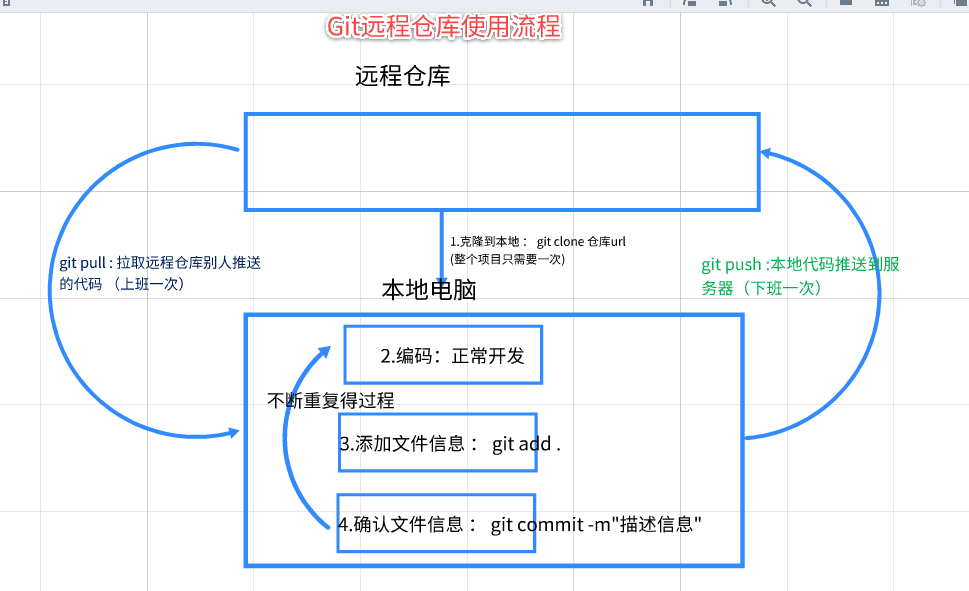 Git远程仓库使用流程
远程仓库
1.克隆到本地： git clone 仓库url
(整个项目只需要一次)
git pull : 拉取远程仓库别人推送
的代码 （上班一次）
git push :本地代码推送到服
务器（下班一次）
本地电脑
2.编码：正常开发
不断重复得过程
3.添加文件信息： git add .
4.确认文件信息： git commit -m"描述信息"